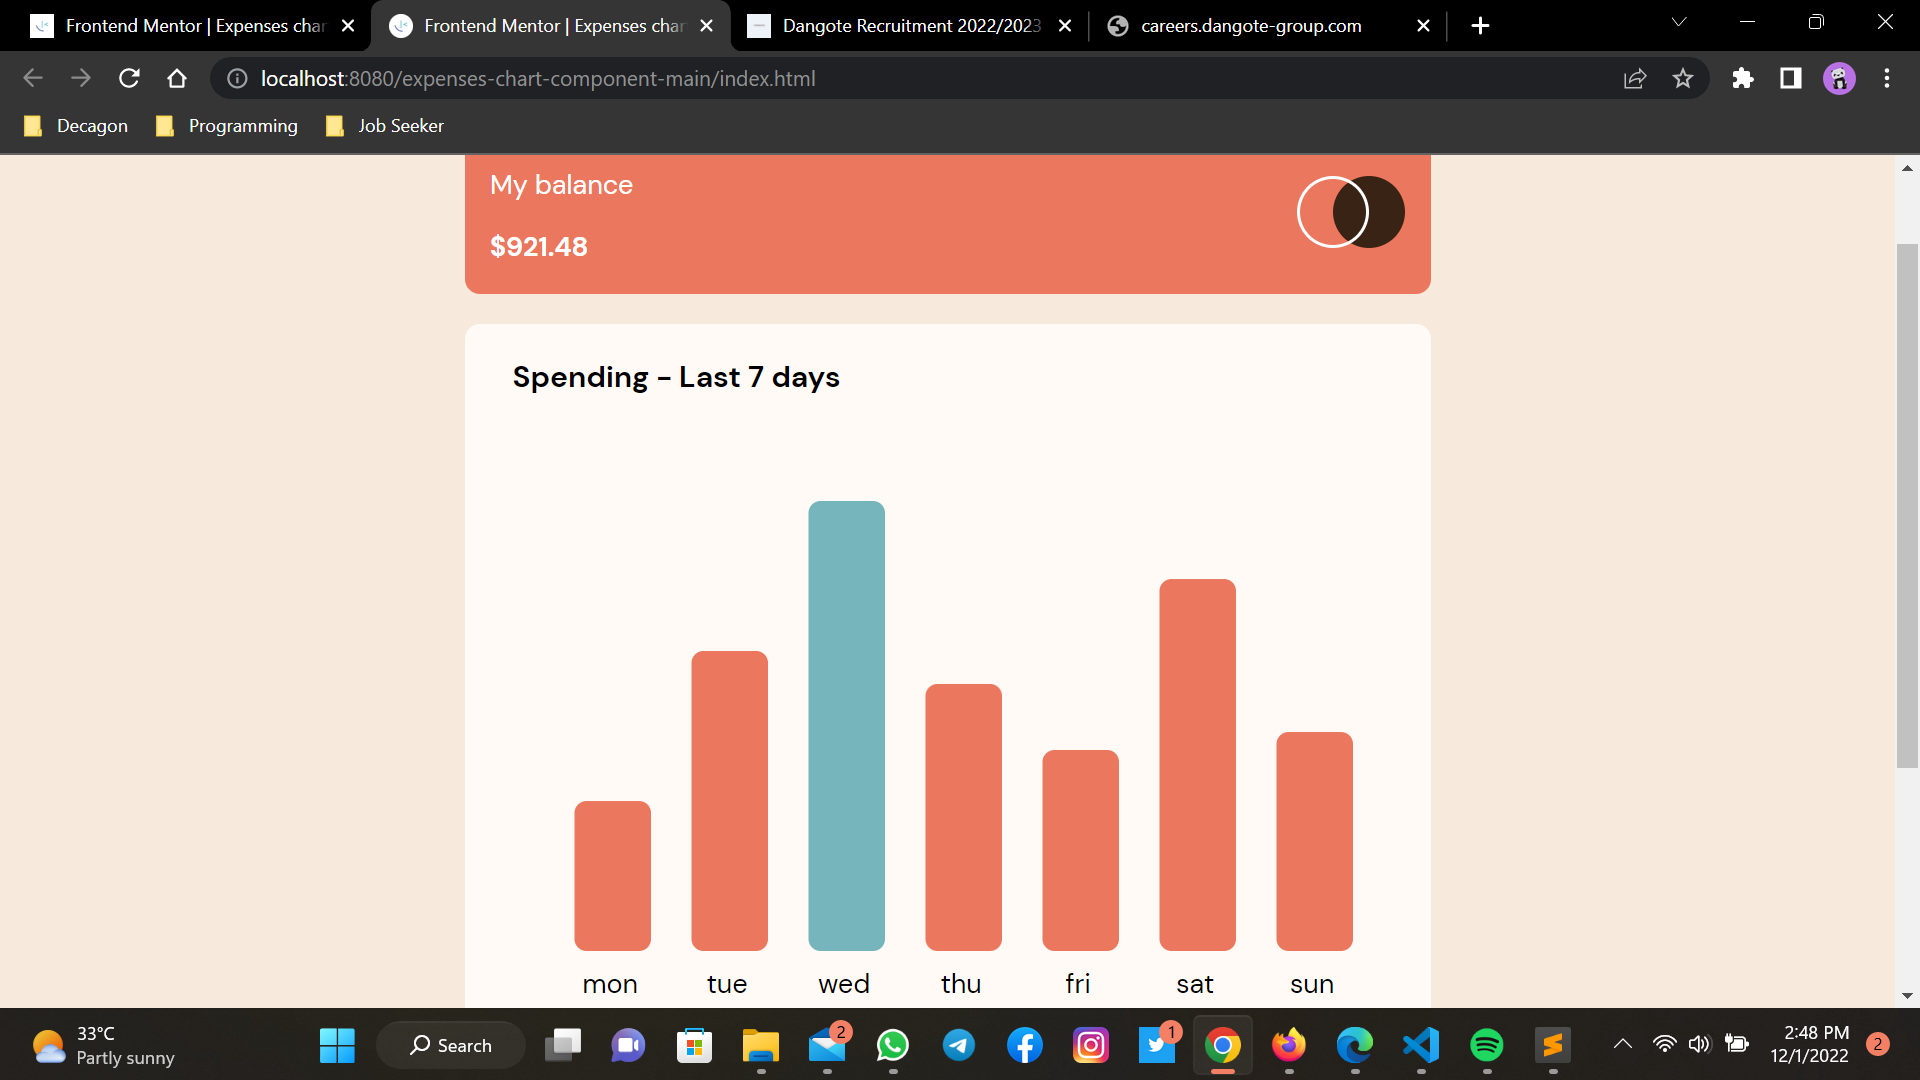 Frontend Mentor | Expenses char
Frontend Mentor | Expenses char
Dangote Recruitment 2022/2023
careers.dangote-group.com
localhost:8080/expenses-chart-component-main/index.html
Decagon
Programming
Job Seeker
My balance
$921.48
Spending - Last 7 days
mon tue wed thu fri sat sun
33°C
Partly sunny
Search
2
1
2:48 PM
12/1/2022
2